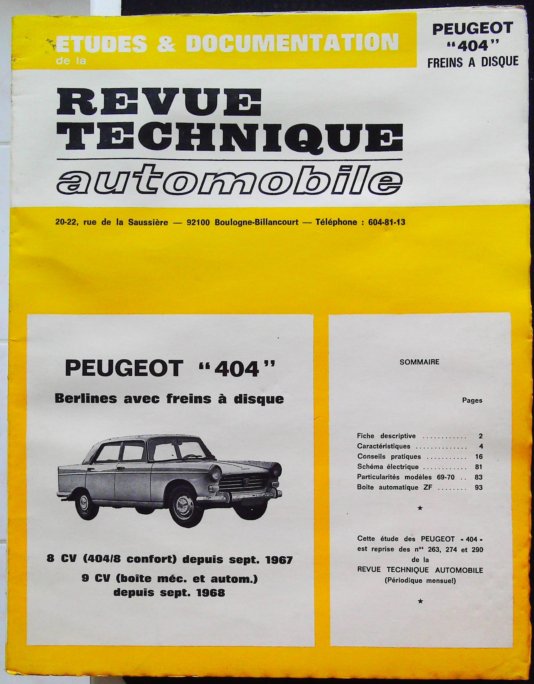 ETUDES & DOCUMENTATION
de la
PEUGEOT
"404"
FREINS A DISQUE
REVUE
TECHNIQUE
automobile
20-22, rue de la Saussière — 92100 Boulogne-Billancourt — Téléphone : 604-81-13
PEUGEOT "404"
Berlines avec freins à disque
8 CV (404/8 confort) depuis sept. 1967
9 CV (boîte méc. et autom.)
depuis sept. 1968
SOMMAIRE
Pages
Fiche descriptive ............ 2
Caractéristiques ............ 4
Conseils pratiques ........... 16
Schéma électrique ............ 81
Particularités modèles 69-70 .. 83
Boîte automatique ZF ........ 93
*
Cette étude des PEUGEOT « 404 »
est reprise des nos 263, 274 et 290
de la
REVUE TECHNIQUE AUTOMOBILE
(Périodique mensuel)
*